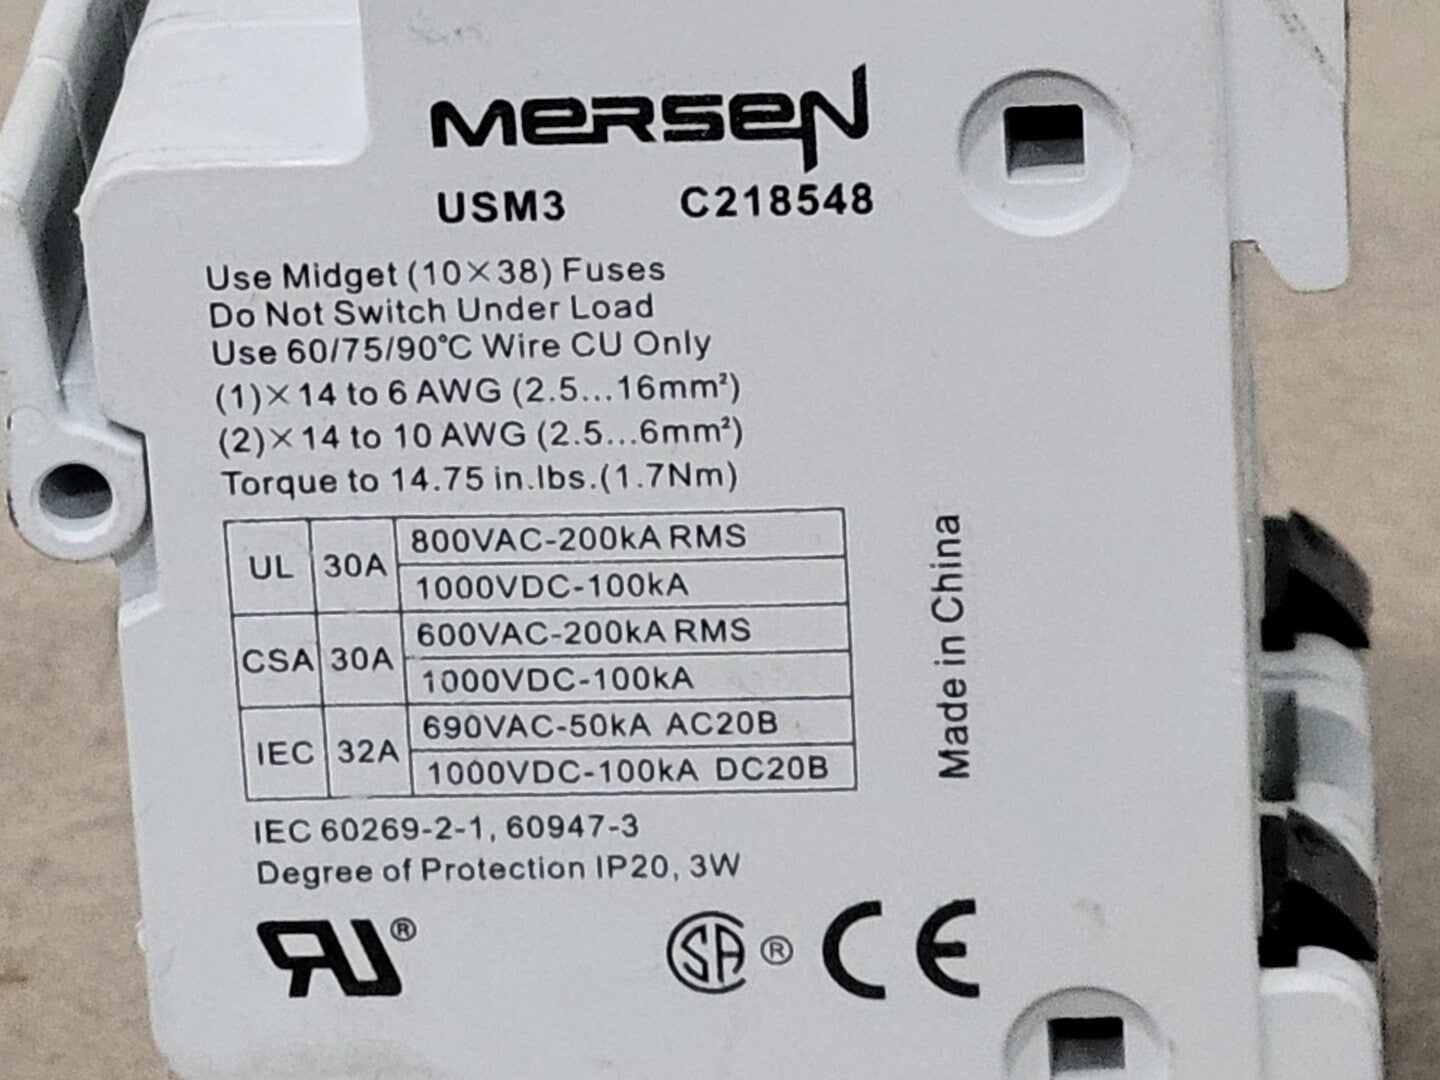 MERSEN
USM3 C218548
Use Midget (10×38) Fuses
Do Not Switch Under Load
Use 60/75/90°C Wire CU Only
(1)× 14 to 6 AWG (2.5...16mm²)
(2)× 14 to 10 AWG (2.5...6mm²)
Torque to 14.75 in.lbs.(1.7Nm)
UL 30A 800VAC-200kA RMS
1000VDC-100kA
CSA 30A 600VAC-200kA RMS
1000VDC-100kA
IEC 32A 690VAC-50kA AC20B
1000VDC-100kA DC20B
IEC 60269-2-1, 60947-3
Degree of Protection IP20, 3W
RU® SA® CE
Made in China